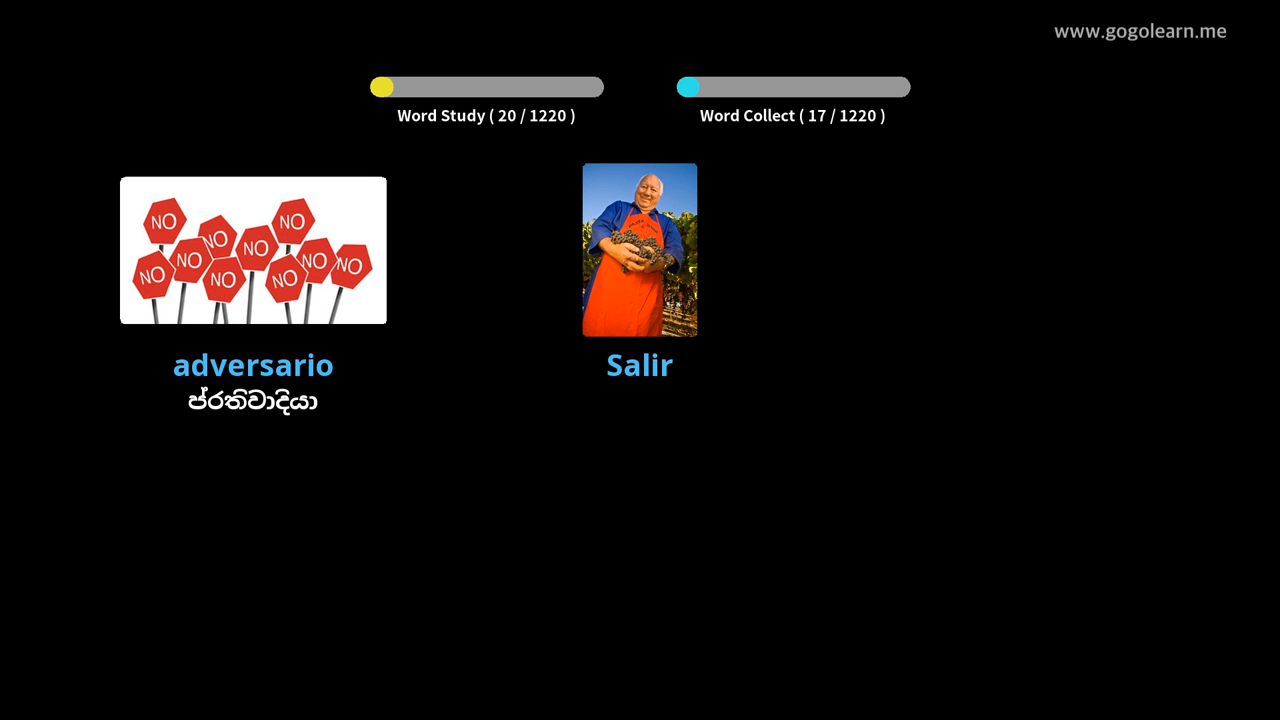 www.gogolearn.me
Word Study ( 20 / 1220 )
Word Collect ( 17 / 1220 )
NO
NO
NO
NO
NO
NO
NO
NO
NO
adversario
ප්රතිවාදියා
Salir